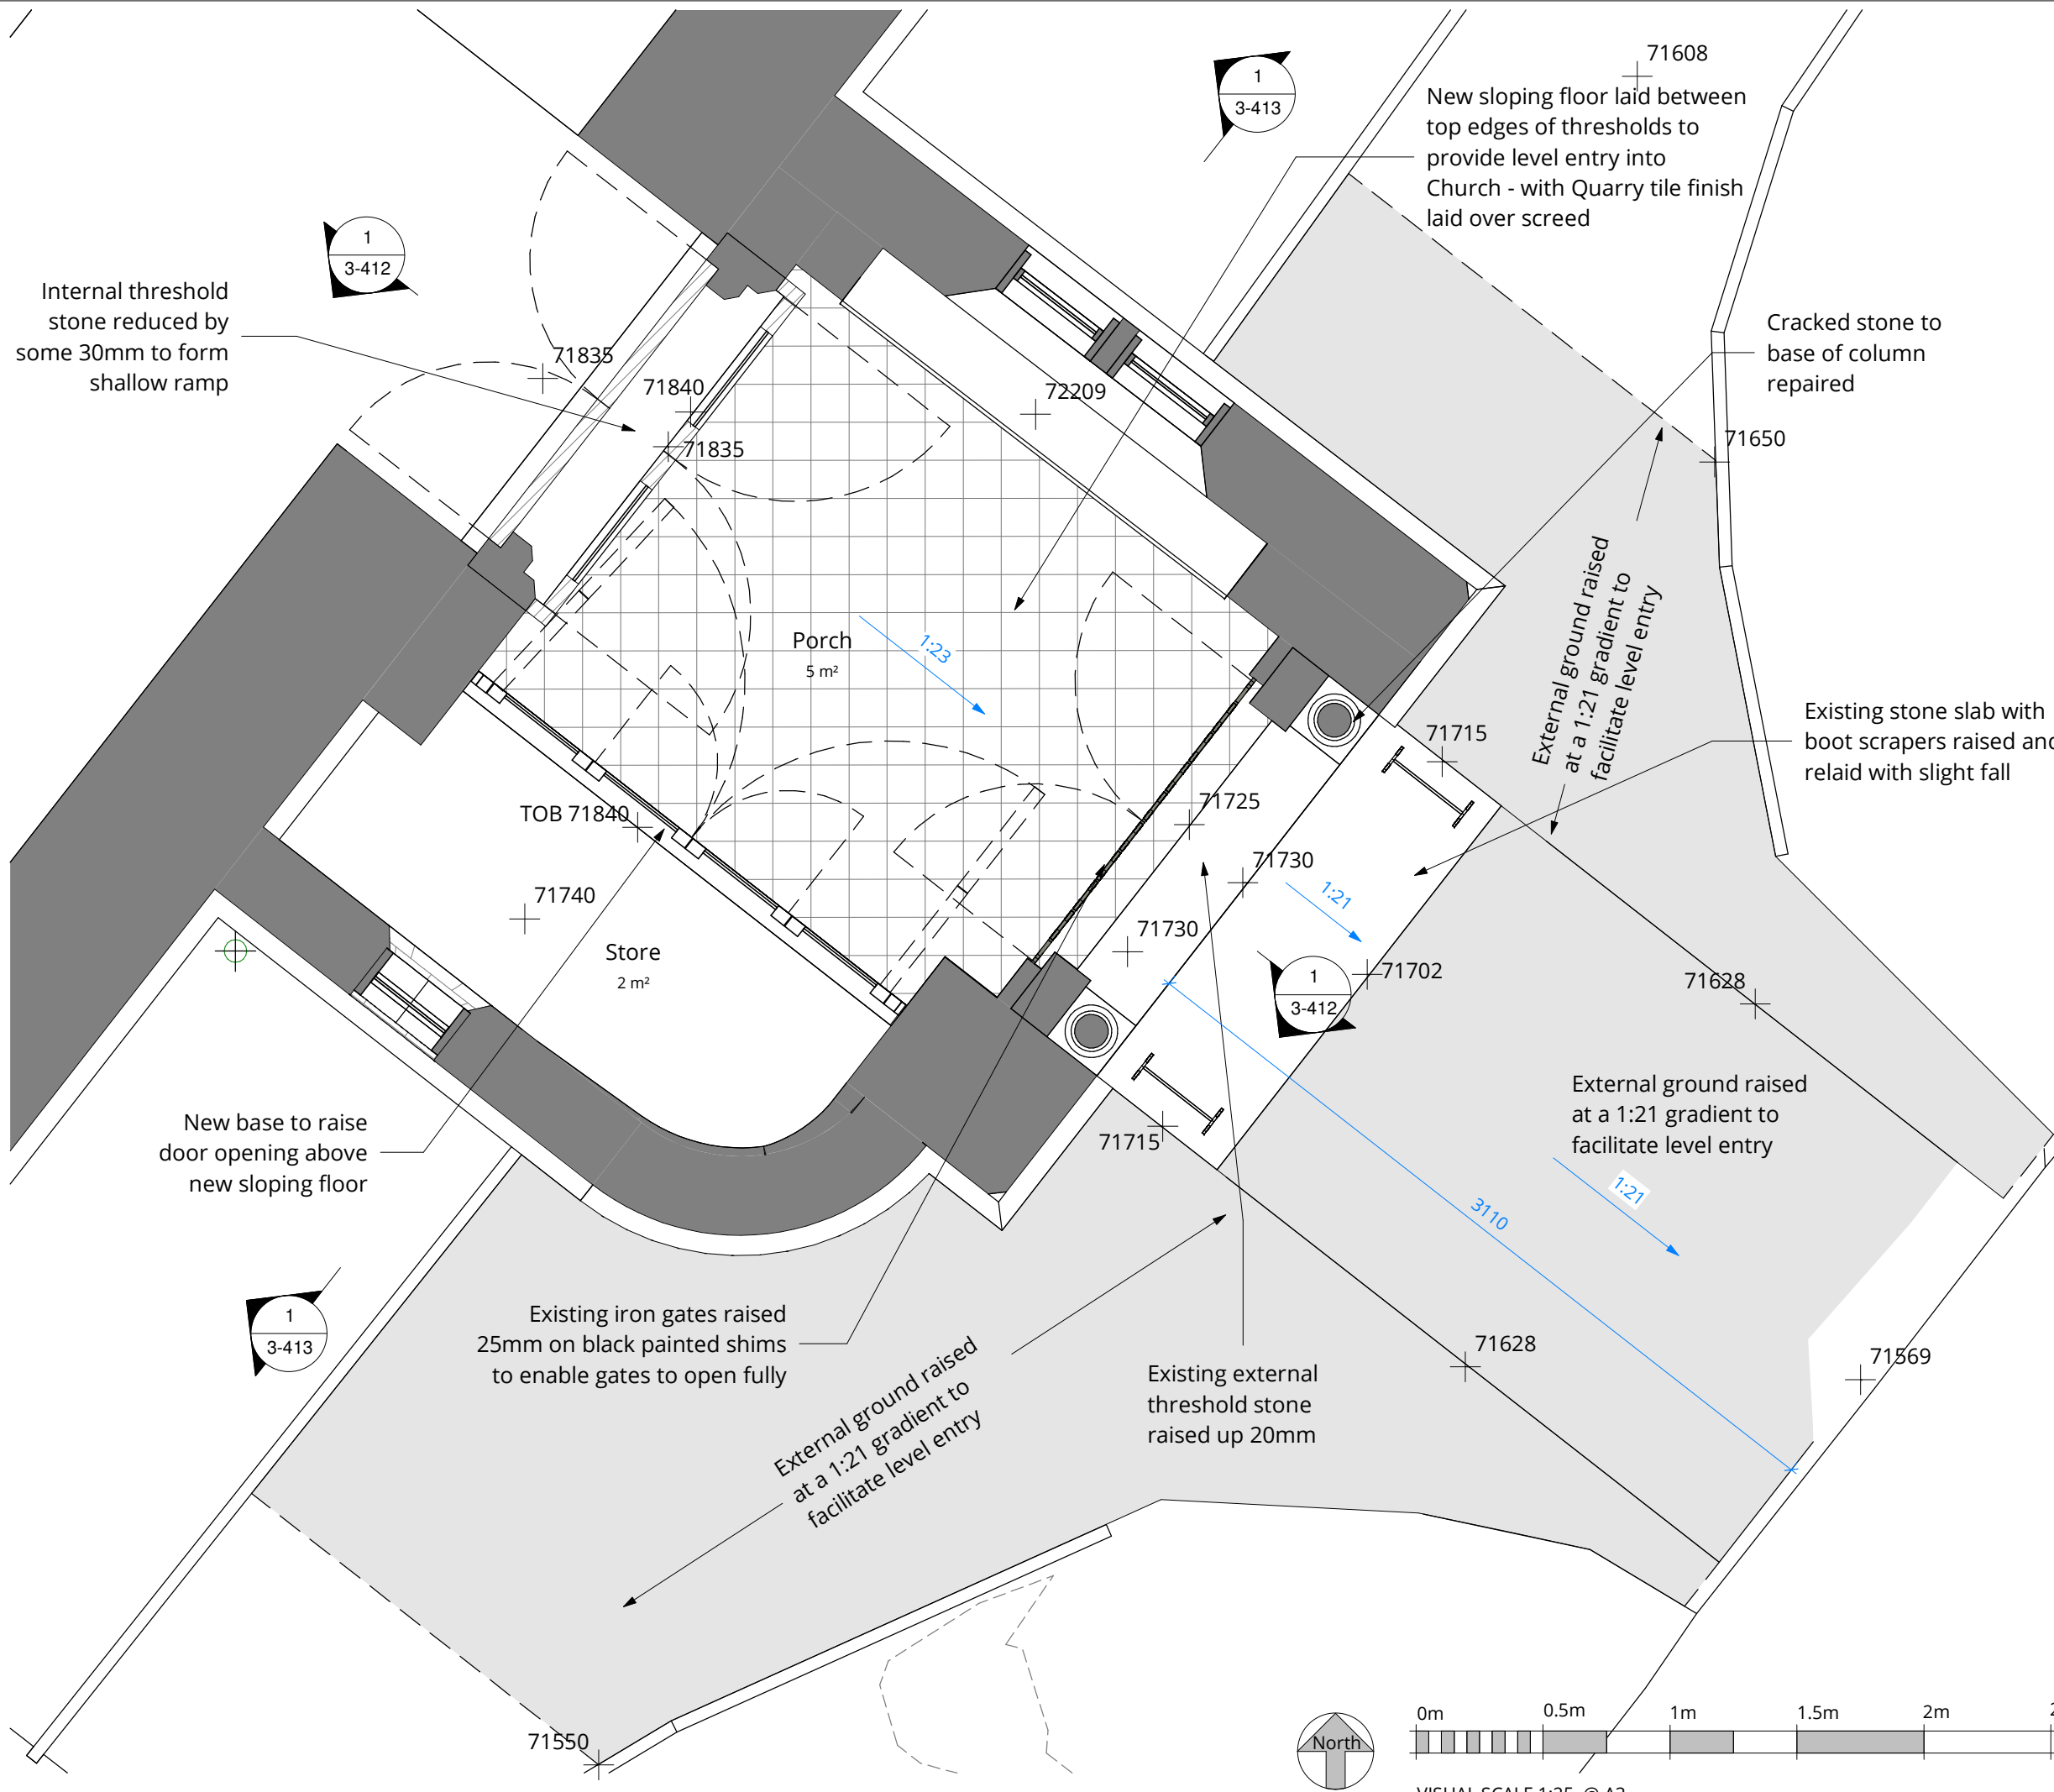 71608
1
3-413
New sloping floor laid between
top edges of thresholds to
provide level entry into
Church - with Quarry tile finish
laid over screed
1
3-412
Internal threshold
stone reduced by
some 30mm to form
shallow ramp
71835
71840
71835
72209
Cracked stone to
base of column
repaired
71650
External ground raised
at a 1:21 gradient to
facilitate level entry
Porch
5 m²
1:23
Existing stone slab with
boot scrapers raised and
relaid with slight fall
71715
TOB 71840
71725
71730
1:21
71740
71730
Store
2 m²
1
3-412
71702
71628
External ground raised
at a 1:21 gradient to
facilitate level entry
1:21
3110
71715
New base to raise
door opening above
new sloping floor
1
3-413
Existing iron gates raised
25mm on black painted shims
to enable gates to open fully
External ground raised
at a 1:21 gradient to
facilitate level entry
Existing external
threshold stone
raised up 20mm
71628
71569
71550
North
0m
0.5m
1m
1.5m
2m
VISUAL SCALE 1:25 @ A3